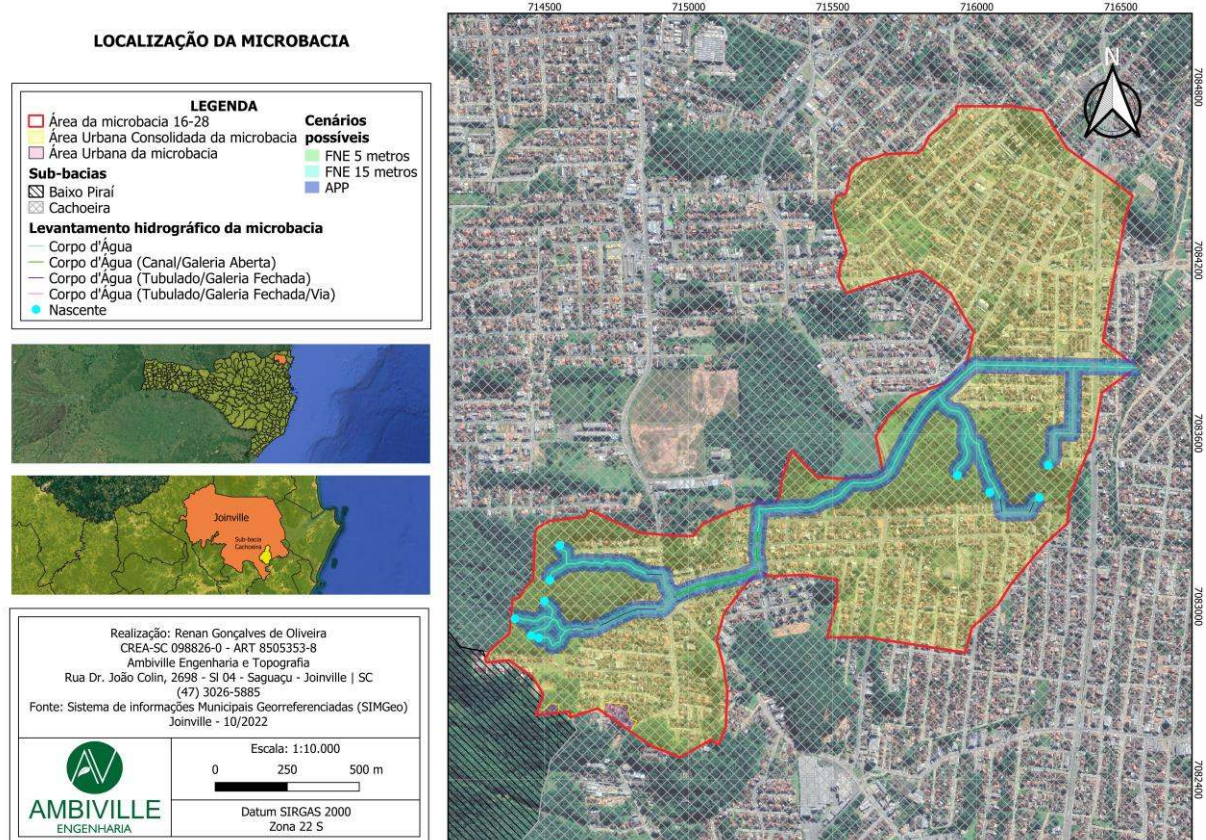 LOCALIZAÇÃO DA MICROBACIA
LEGENDA
Área da microbacia 16-28
Área Urbana Consolidada da microbacia
Área Urbana da microbacia
Sub-bacias
Baixo Piraí
Cachoeira
Levantamento hidrográfico da microbacia
Corpo d'Água
Corpo d'Água (Canal/Galeria Aberta)
Corpo d'Água (Tubulado/Galeria Fechada)
Corpo d'Água (Tubulado/Galeria Fechada/Via)
Nascente
Cenários
possíveis
FNE 5 metros
FNE 15 metros
APP
Joinville
Sub-bacia
Cachoeira
Realização: Renan Gonçalves de Oliveira
CREA-SC 098826-0 - ART 8505353-8
Ambiville Engenharia e Topografia
Rua Dr. João Colin, 2698 - Sl 04 - Saguaçu - Joinville | SC
(47) 3026-5885
Fonte: Sistema de informações Municipais Georreferenciadas (SIMGeo)
Joinville - 10/2022
AV
AMBIVILLE
ENGENHARIA
Escala: 1:10.000
0 250 500 m
Datum SIRGAS 2000
Zona 22 S
714500 715000 715500 716000 716500
N
7084800
7084200
7083600
7083000
7082400